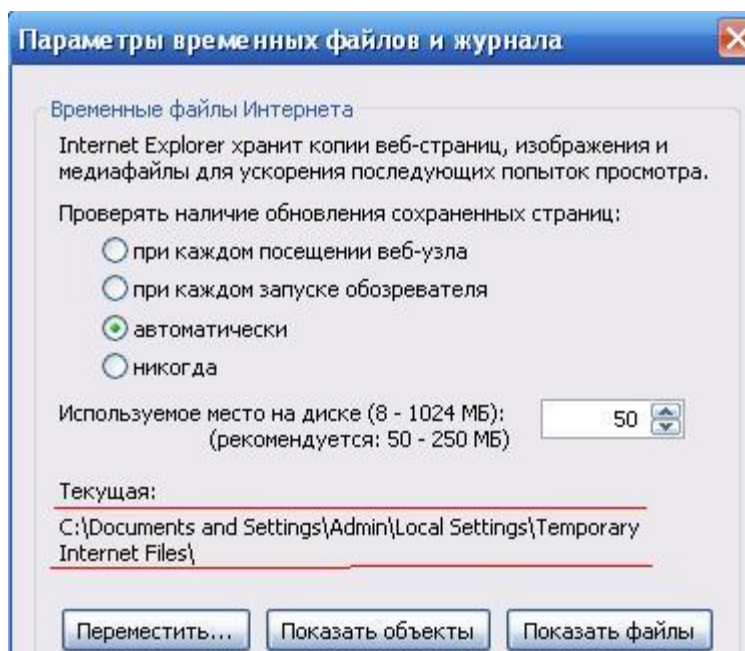 Параметры временных файлов и журнала
Временные файлы Интернета
Internet Explorer хранит копии веб-страниц, изображения и
медиафайлы для ускорения последующих попыток просмотра.
Проверять наличие обновления сохраненных страниц:
при каждом посещении веб-узла
при каждом запуске обозревателя
автоматически
никогда
Используемое место на диске (8 - 1024 МБ): 50
(рекомендуется: 50 - 250 МБ)
Текущая:
C:\Documents and Settings\Admin\Local Settings\Temporary
Internet Files\
Переместить... Показать объекты Показать файлы